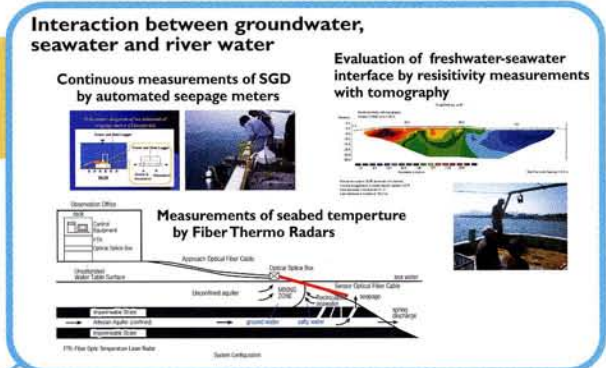 Interaction between groundwater,
seawater and river water
Continuous measurements of SGD
by automated seepage meters
Evaluation of freshwater-seawater
interface by resisitivity measurements
with tomography
Measurements of seabed temperture
by Fiber Thermo Radars
Observation Office
Control
Equipment
FTR
Optical Splice Box
Approach Optical Fiber Cable
Optical Splice Box
Unconfined
Water Table Surface
sea water
Sensor Optical Fiber Cable
Unconfined aquifer
MIXING
ZONE
seepage
Impermeable Strata
Artesian Aquifer (confined)
ground water
salty water
spring
discharge
Impermeable Strata
FTR: Fiber Optic Temperature Laser Radar
System Configuration